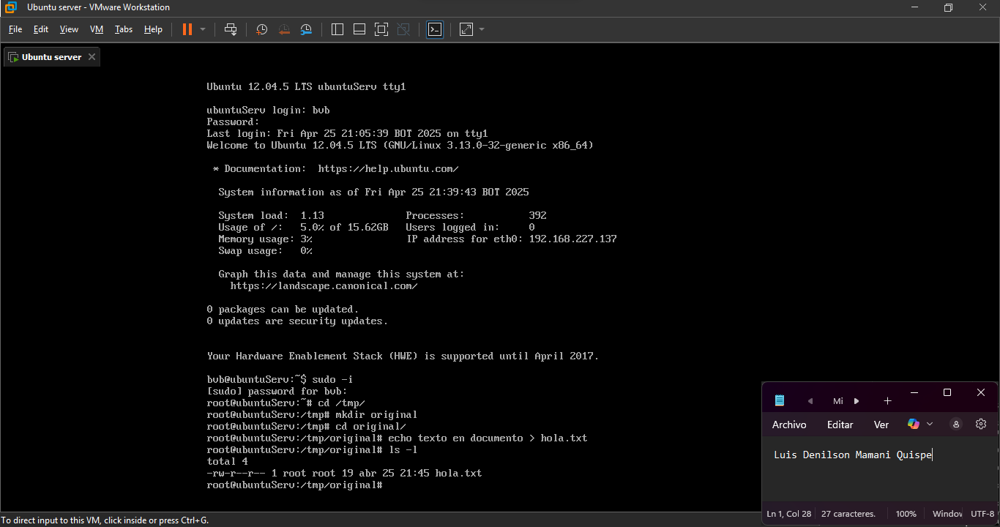 Ubuntu server - VMware Workstation
File Edit View VM Tabs Help
Ubuntu server
Ubuntu 12.04.5 LTS ubuntuServ tty1
ubuntuServ login: bvb
Password:
Last login: Fri Apr 25 21:05:39 BOT 2025 on tty1
Welcome to Ubuntu 12.04.5 LTS (GNU/Linux 3.13.0-32-generic x86_64)
* Documentation: https://help.ubuntu.com/
System information as of Fri Apr 25 21:39:43 BOT 2025
System load: 1.13 Processes: 392
Usage of /: 5.0% of 15.62GB Users logged in: 0
Memory usage: 3% IP address for eth0: 192.168.227.137
Swap usage: 0%
Graph this data and manage this system at:
https://landscape.canonical.com/
0 packages can be updated.
0 updates are security updates.
Your Hardware Enablement Stack (HWE) is supported until April 2017.
bvb@ubuntuServ:~$ sudo -i
[sudo] password for bvb:
root@ubuntuServ:~# cd /tmp/
root@ubuntuServ:/tmp# mkdir original
root@ubuntuServ:/tmp# cd original/
root@ubuntuServ:/tmp/original# echo texto en documento > hola.txt
root@ubuntuServ:/tmp/original# ls -l
total 4
-rw-r--r-- 1 root root 19 abr 25 21:45 hola.txt
root@ubuntuServ:/tmp/original#
Mi
Archivo Editar Ver
Luis Denilson Mamani Quispe
Ln 1, Col 28 27 caracteres. 100% Window UTF-8
To direct input to this VM, click inside or press Ctrl+G.